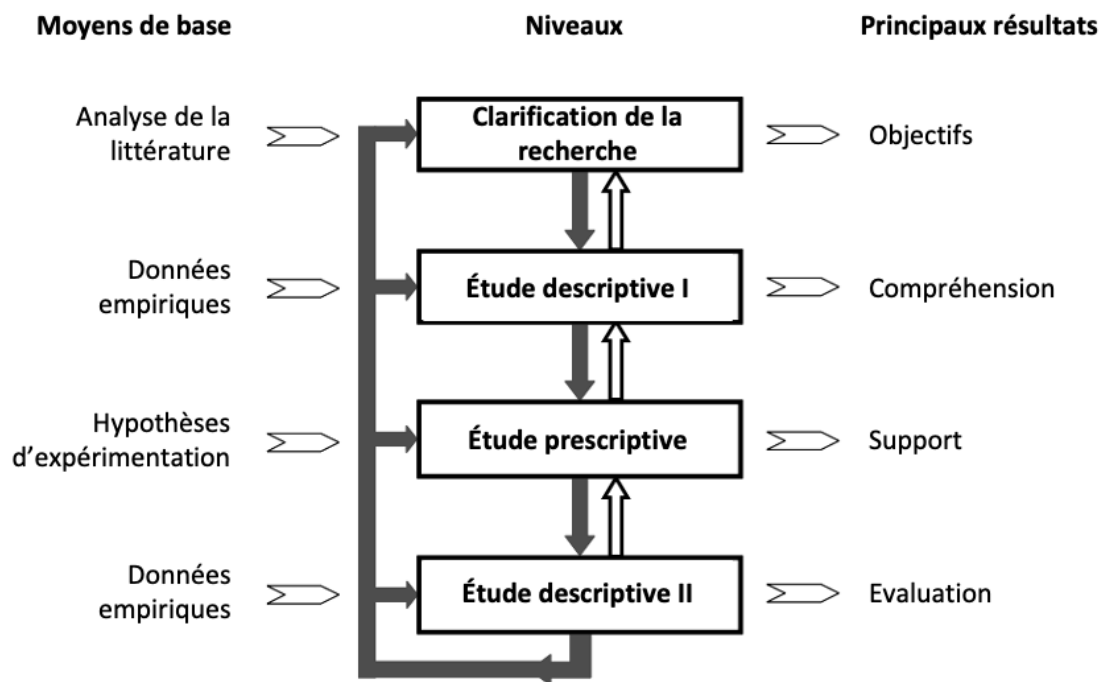 Moyens de base
Niveaux
Principaux résultats
Analyse de la
littérature
Clarification de la
recherche
Objectifs
Données
empiriques
Étude descriptive I
Compréhension
Hypothèses
d'expérimentation
Étude prescriptive
Support
Données
empiriques
Étude descriptive II
Evaluation